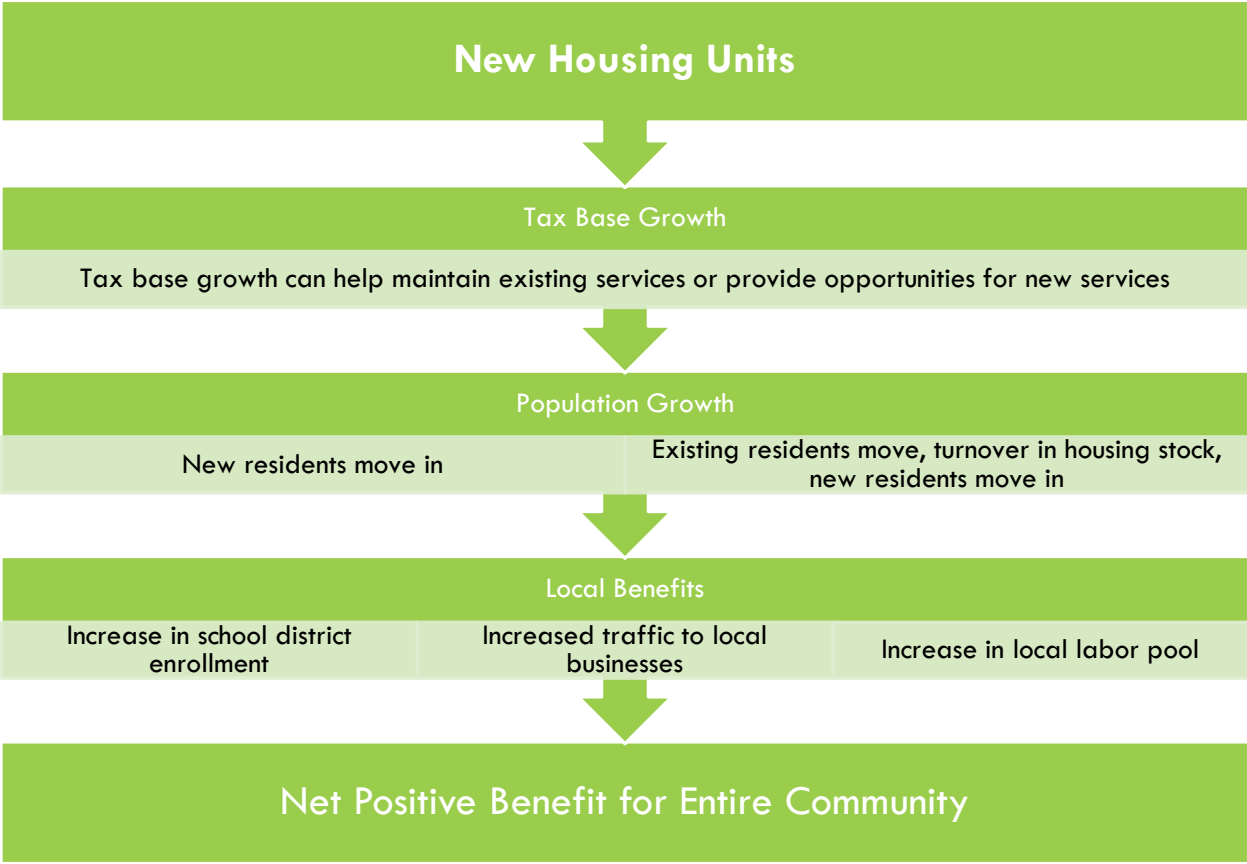 New Housing Units
Tax Base Growth
Tax base growth can help maintain existing services or provide opportunities for new services
Population Growth
New residents move in
Existing residents move, turnover in housing stock,
new residents move in
Local Benefits
Increase in school district
enrollment
Increased traffic to local
businesses
Increase in local labor pool
Net Positive Benefit for Entire Community